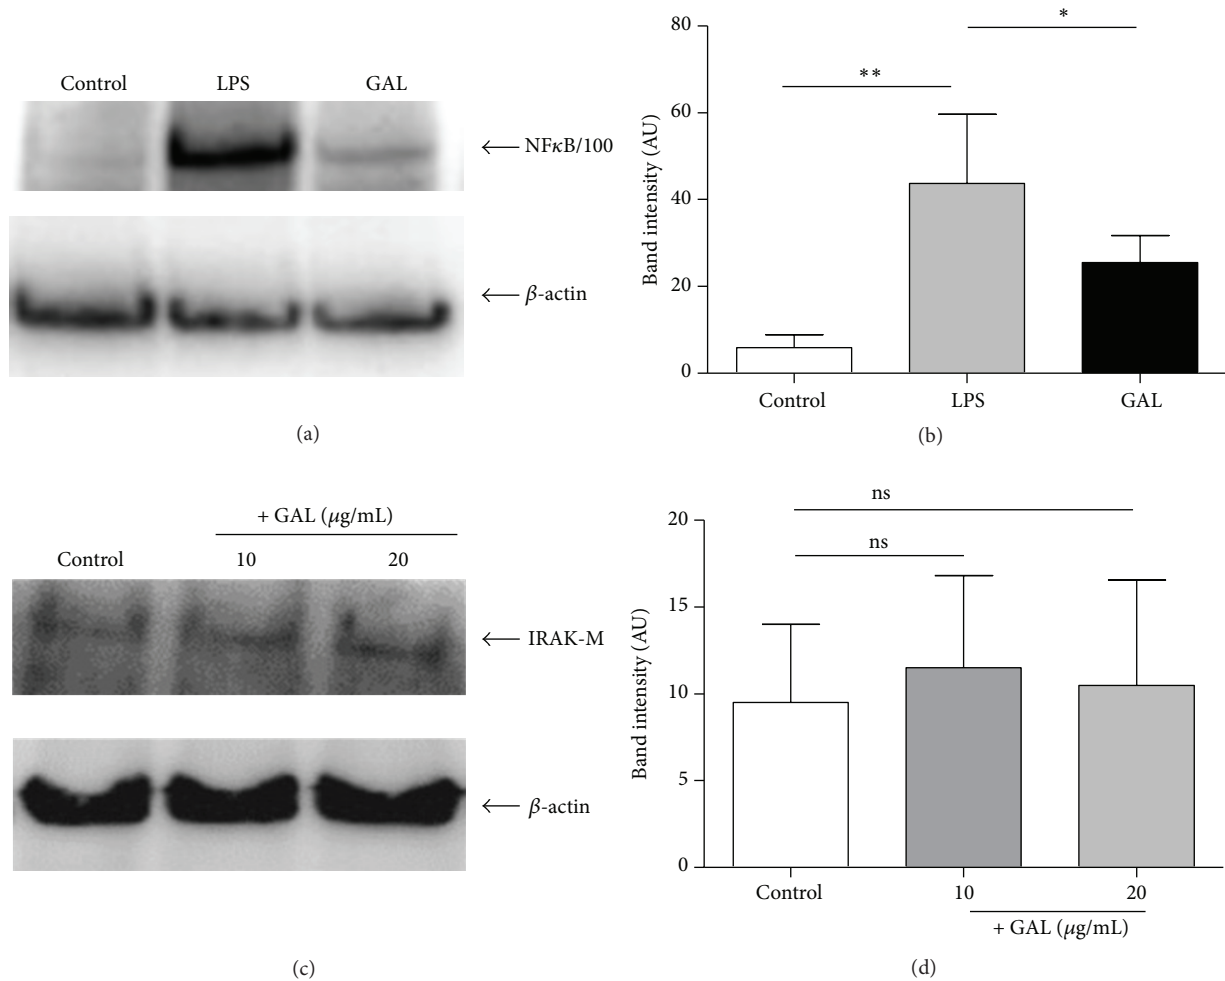 Control LPS GAL
NFκB/100
β-actin
(a)
80
60
40
20
0
Band intensity (AU)
**
*
Control LPS GAL
(b)
+ GAL (μg/mL)
Control 10 20
IRAK-M
β-actin
(c)
20
15
10
5
0
Band intensity (AU)
ns
ns
Control 10 20
+ GAL (μg/mL)
(d)